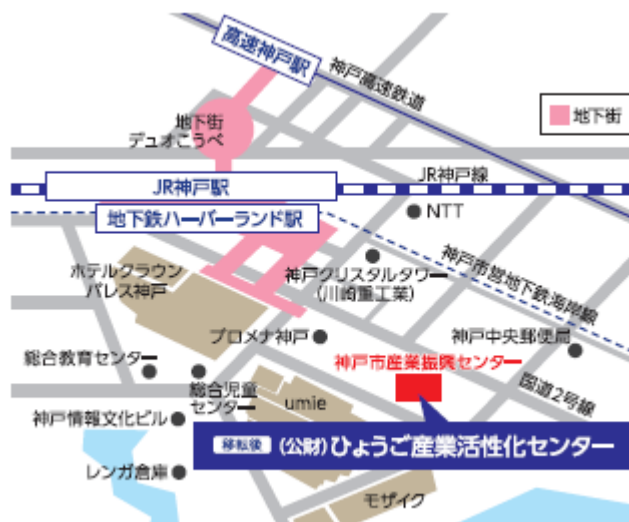 高速神戸駅
神戸高速鉄道
地下街
地下街
デュオこうべ
JR神戸線
JR神戸駅
地下鉄ハーバーランド駅
NTT
神戸市営地下鉄海岸線
ホテルクラウン
パレス神戸
神戸クリスタルタワー
(川崎重工業)
プロメナ神戸
神戸中央郵便局
総合教育センター
神戸市産業振興センター
総合児童
センター
umie
国道2号線
神戸情報文化ビル
移転後 (公財)ひょうご産業活性化センター
レンガ倉庫
モザイク